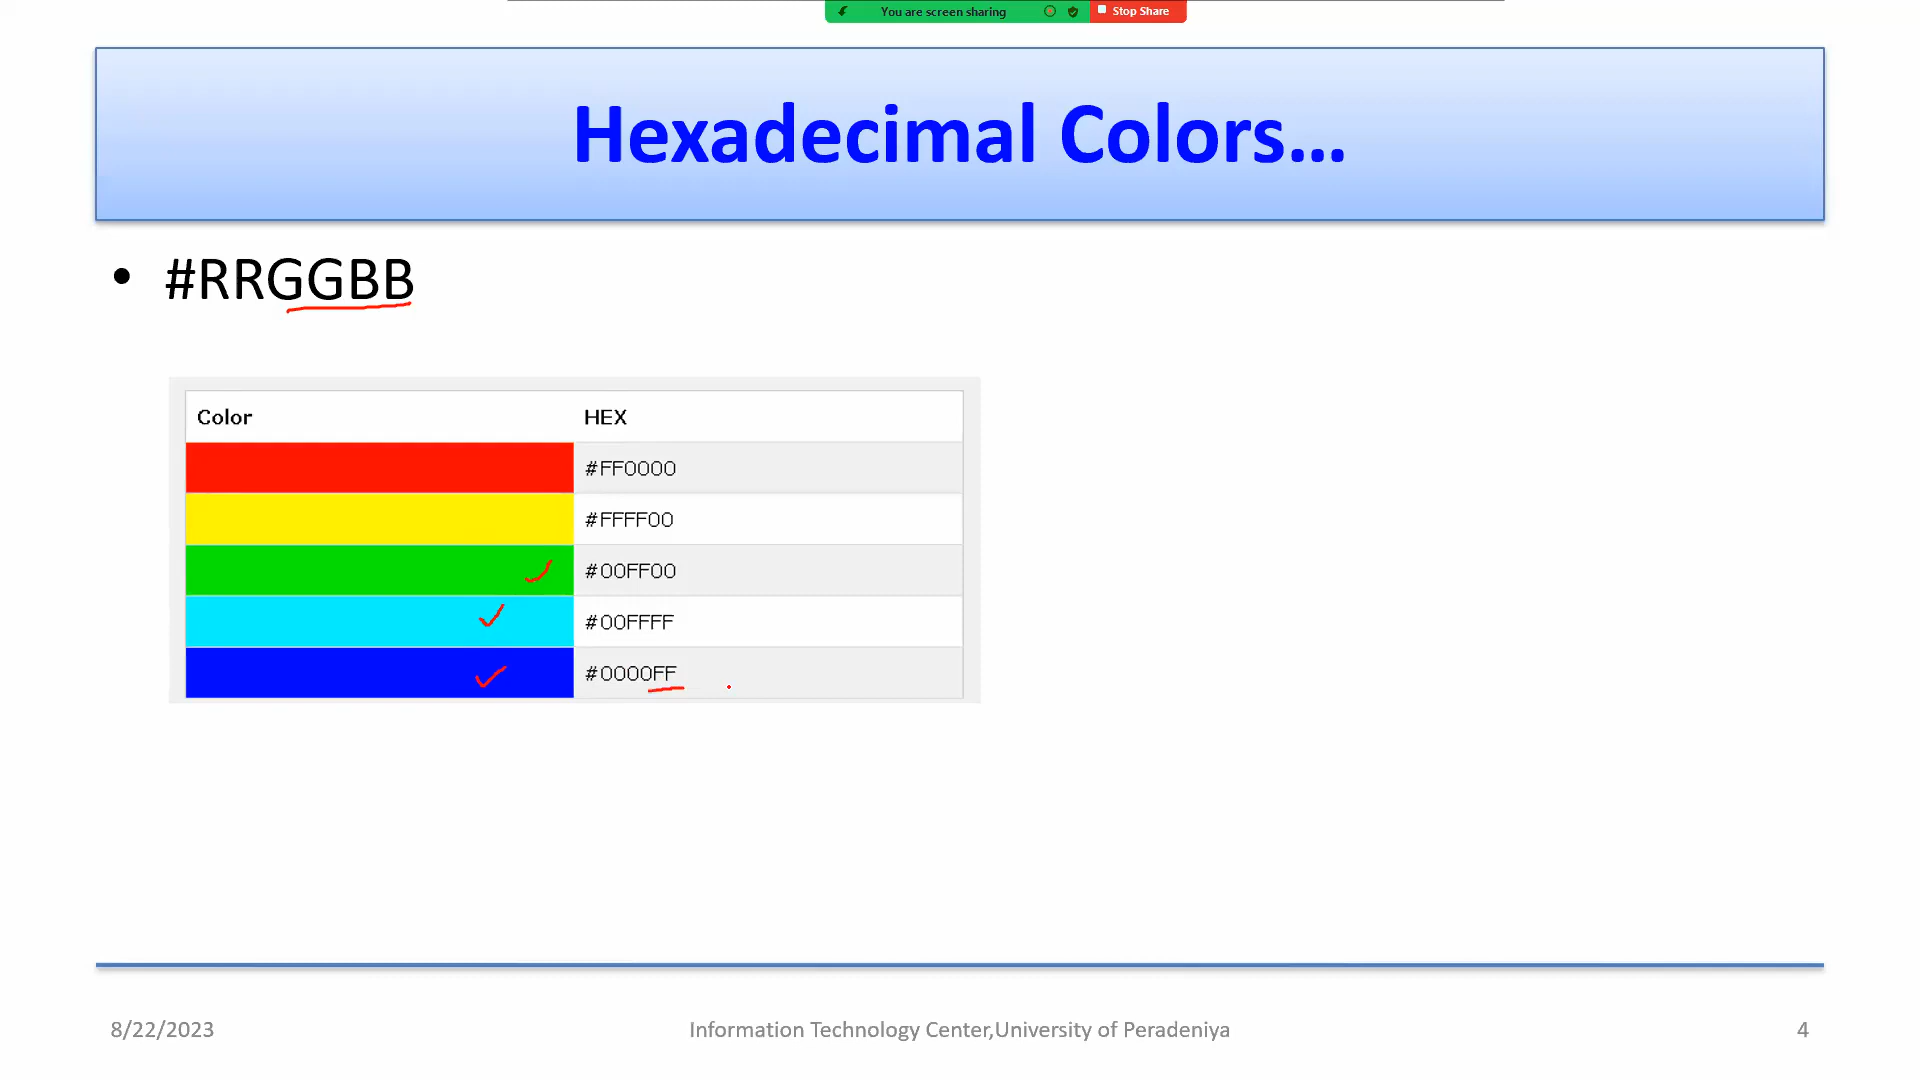 You are screen sharing Stop Share
Hexadecimal Colors...
• #RRGGBB
Color HEX
#FF0000
#FFFF00
#00FF00
#00FFFF
#0000FF
8/22/2023 Information Technology Center,University of Peradeniya 4